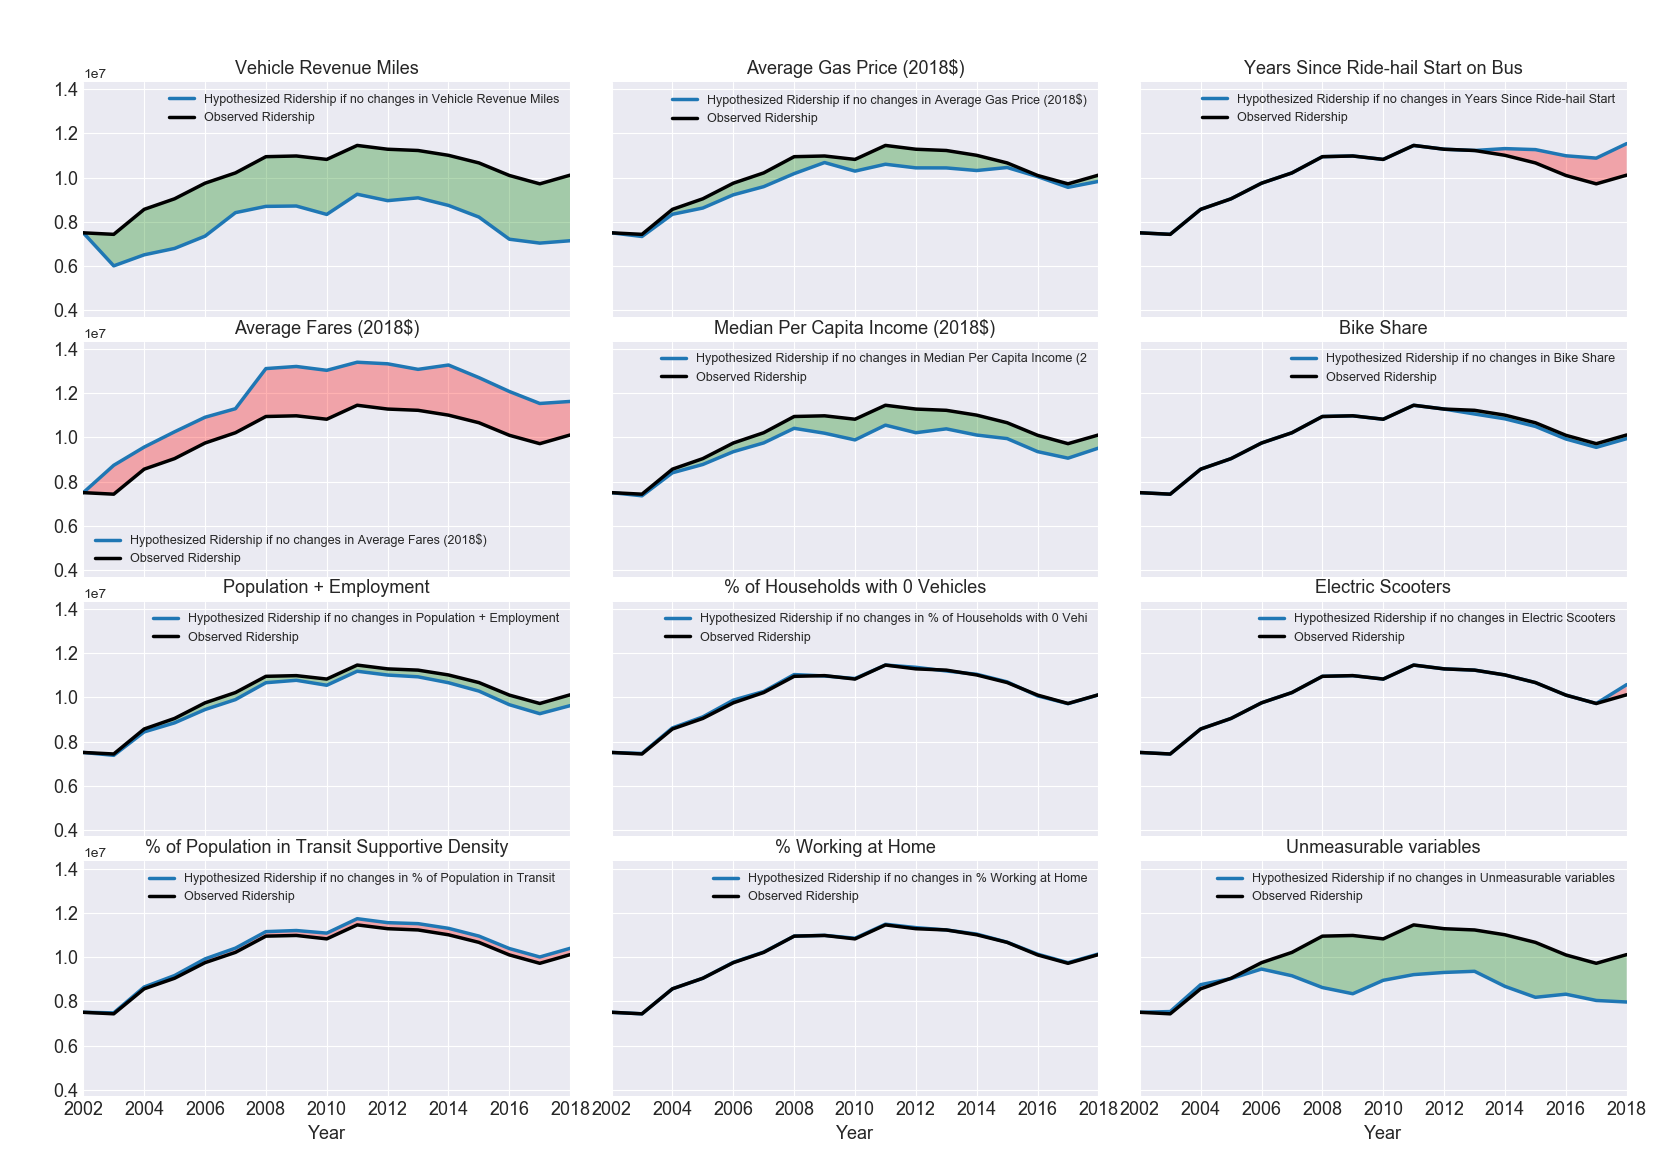 Vehicle Revenue Miles
1e7
1.4
1.2
1.0
0.8
0.6
0.4
Hypothesized Ridership if no changes in Vehicle Revenue Miles
Observed Ridership
Average Gas Price (2018$)
Hypothesized Ridership if no changes in Average Gas Price (2018$)
Observed Ridership
Years Since Ride-hail Start on Bus
Hypothesized Ridership if no changes in Years Since Ride-hail Start
Observed Ridership
Average Fares (2018$)
1e7
1.4
1.2
1.0
0.8
0.6
0.4
Hypothesized Ridership if no changes in Average Fares (2018$)
Observed Ridership
Median Per Capita Income (2018$)
Hypothesized Ridership if no changes in Median Per Capita Income (2
Observed Ridership
Bike Share
Hypothesized Ridership if no changes in Bike Share
Observed Ridership
Population + Employment
1e7
1.4
1.2
1.0
0.8
0.6
0.4
Hypothesized Ridership if no changes in Population + Employment
Observed Ridership
% of Households with 0 Vehicles
Hypothesized Ridership if no changes in % of Households with 0 Vehi
Observed Ridership
Electric Scooters
Hypothesized Ridership if no changes in Electric Scooters
Observed Ridership
% of Population in Transit Supportive Density
1e7
1.4
1.2
1.0
0.8
0.6
0.4
Hypothesized Ridership if no changes in % of Population in Transit
Observed Ridership
2002 2004 2006 2008 2010 2012 2014 2016 2018
Year
% Working at Home
Hypothesized Ridership if no changes in % Working at Home
Observed Ridership
2002 2004 2006 2008 2010 2012 2014 2016 2018
Year
Unmeasurable variables
Hypothesized Ridership if no changes in Unmeasurable variables
Observed Ridership
2002 2004 2006 2008 2010 2012 2014 2016 2018
Year